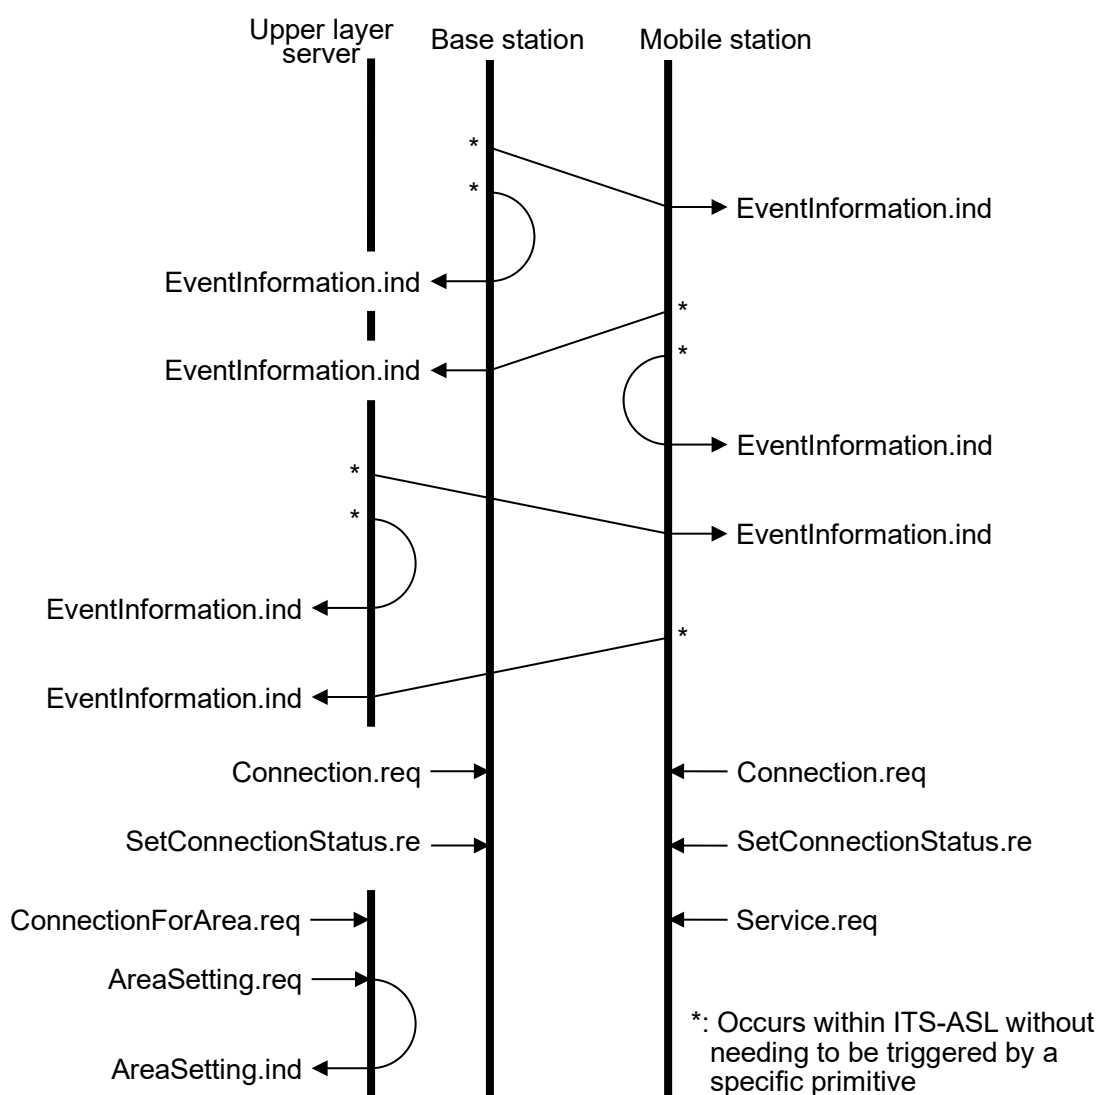 Upper layer
server
Base station
Mobile station
*
*
EventInformation.ind
EventInformation.ind
*
*
EventInformation.ind
EventInformation.ind
*
*
EventInformation.ind
EventInformation.ind
*
EventInformation.ind
Connection.req
Connection.req
SetConnectionStatus.re
SetConnectionStatus.re
ConnectionForArea.req
Service.req
AreaSetting.req
AreaSetting.ind
*: Occurs within ITS-ASL without
needing to be triggered by a
specific primitive